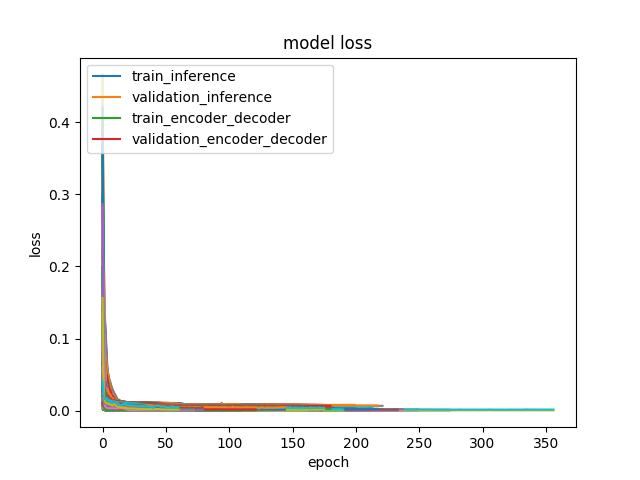 model loss
train_inference
validation_inference
train_encoder_decoder
validation_encoder_decoder
loss
0.4
0.3
0.2
0.1
0.0
0 50 100 150 200 250 300 350
epoch